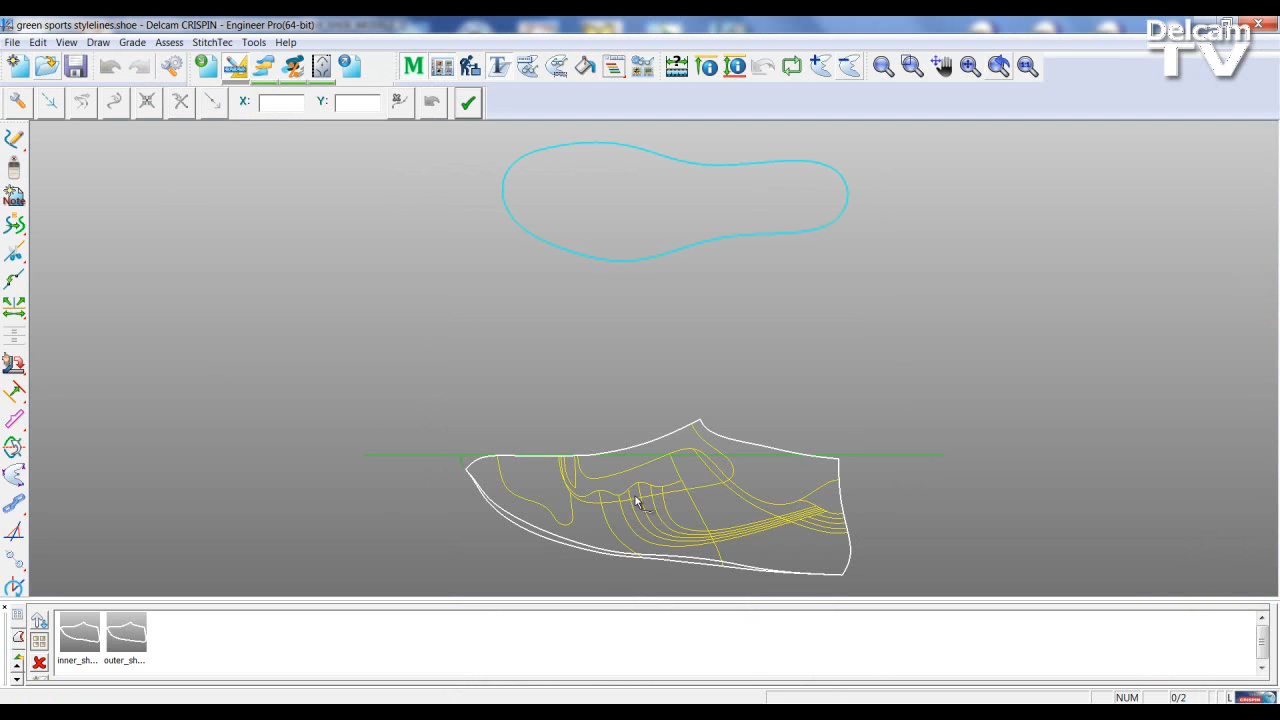 green sports stylelines.shoe - Delcam CRISPIN - Engineer Pro(64-bit)
Delcam
TV
File Edit View Draw Grade Assess StitchTec Tools Help
M
X: Y:
Note
inner_sh... outer_sh...
NUM 0/2 L CRISPIN